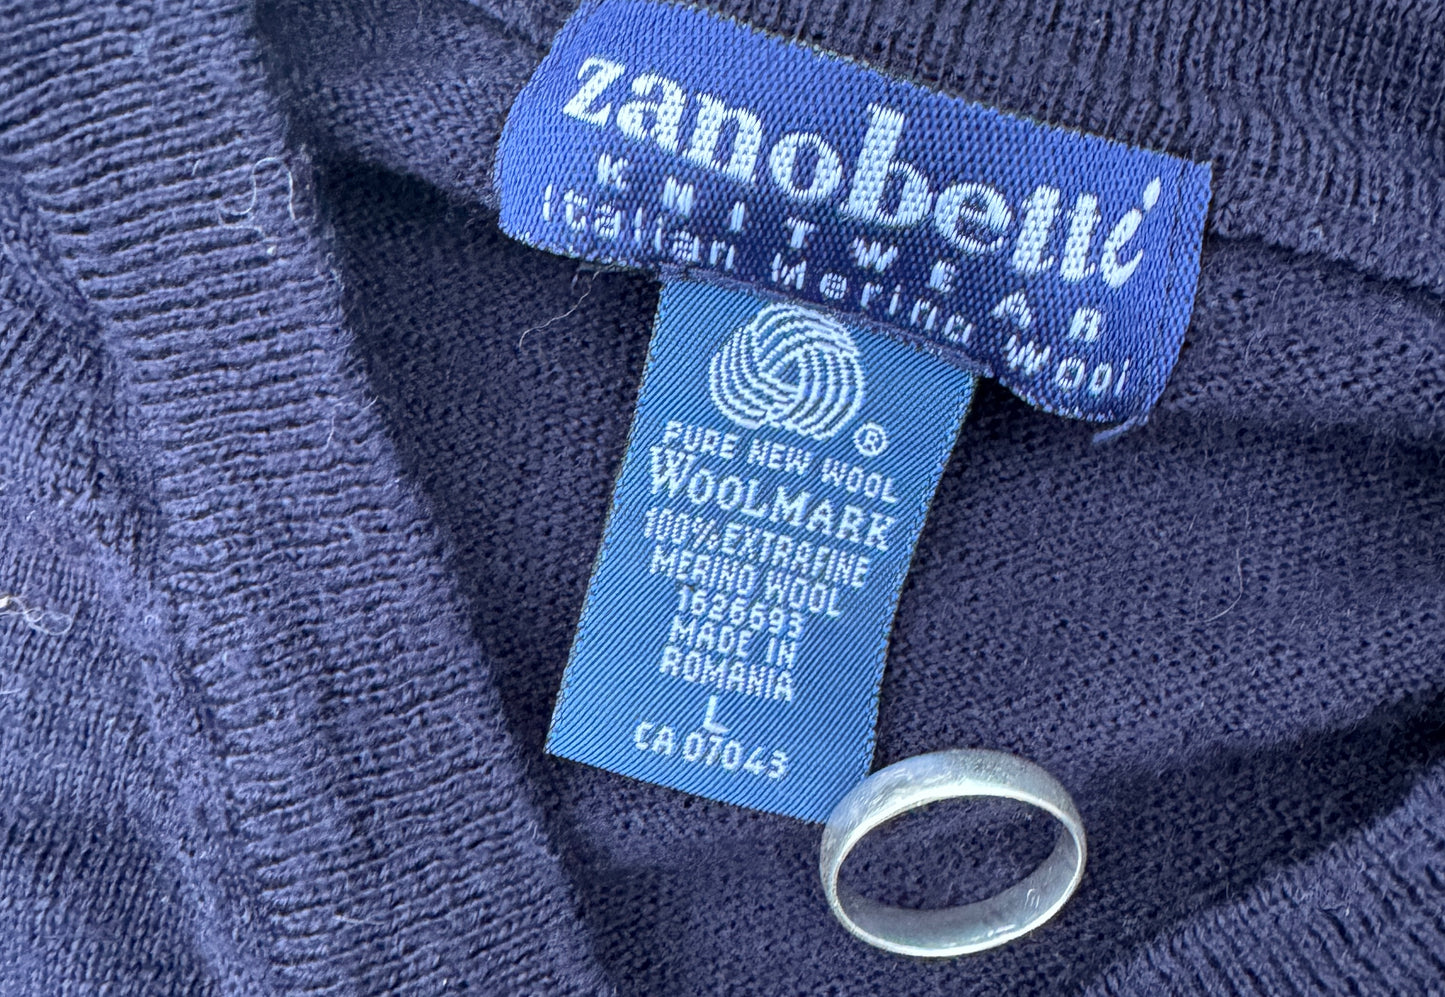 zanobetti
KNITWEAR
Italian Merino Wool
®
PURE NEW WOOL
WOOLMARK
100% EXTRAFINE
MERINO WOOL
1626693
MADE IN
ROMANIA
L
CA 07043